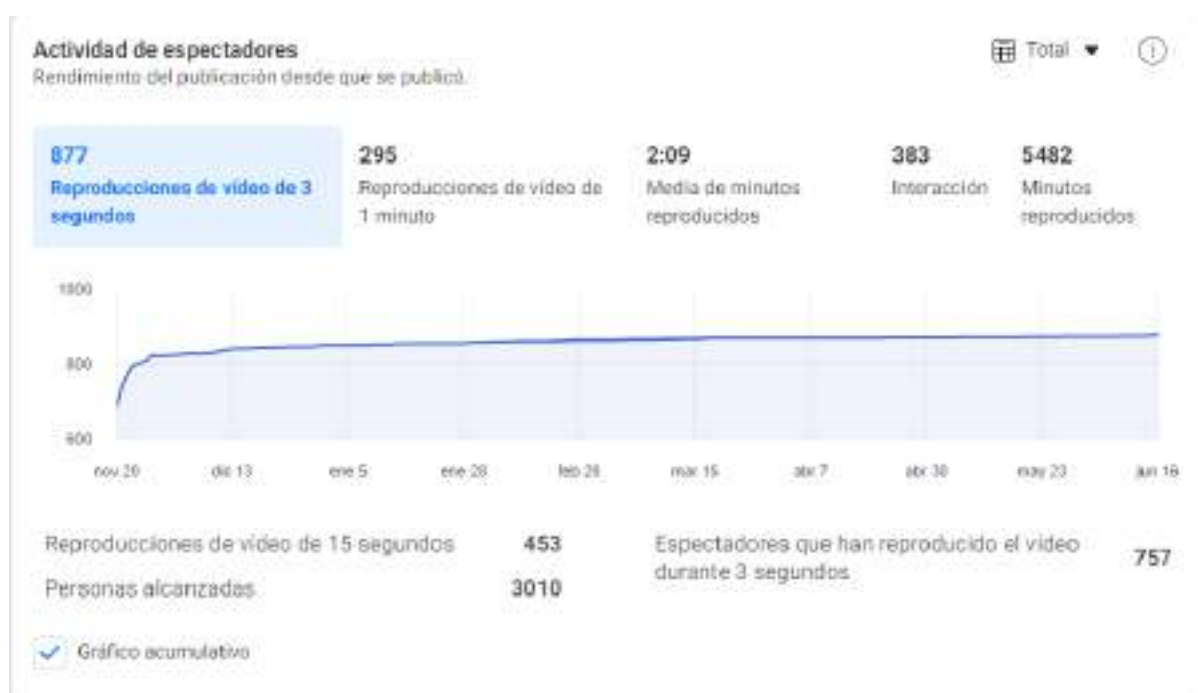 Actividad de espectadores
Total
Rendimiento del publicación desde que se publicó.
877
Reproducciones de vídeo de 3
segundos
295
Reproducciones de vídeo de
1 minuto
2:09
Media de minutos
reproducidos
383
Interacción
5482
Minutos
reproducidos
1000
800
600
nov 20
dic 13
ene 5
ene 28
feb 20
mar 15
abr 7
abr 30
may 23
jun 16
Reproducciones de vídeo de 15 segundos 453
Personas alcanzadas 3010
Espectadores que han reproducido el vídeo
durante 3 segundos
757
Gráfico acumulativo